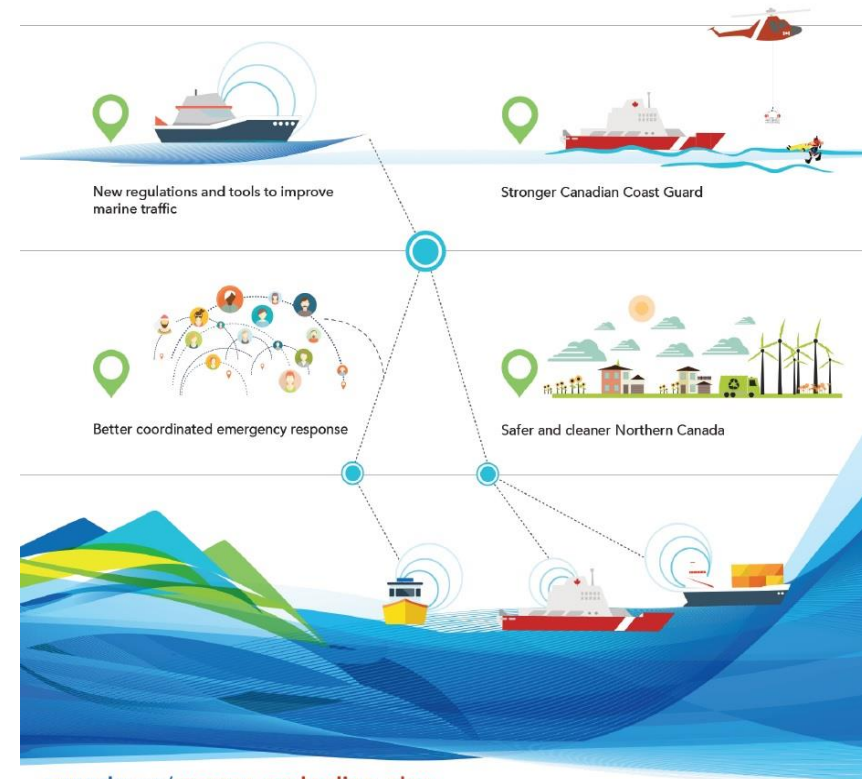 New regulations and tools to improve
marine traffic
Stronger Canadian Coast Guard
Better coordinated emergency response
Safer and cleaner Northern Canada